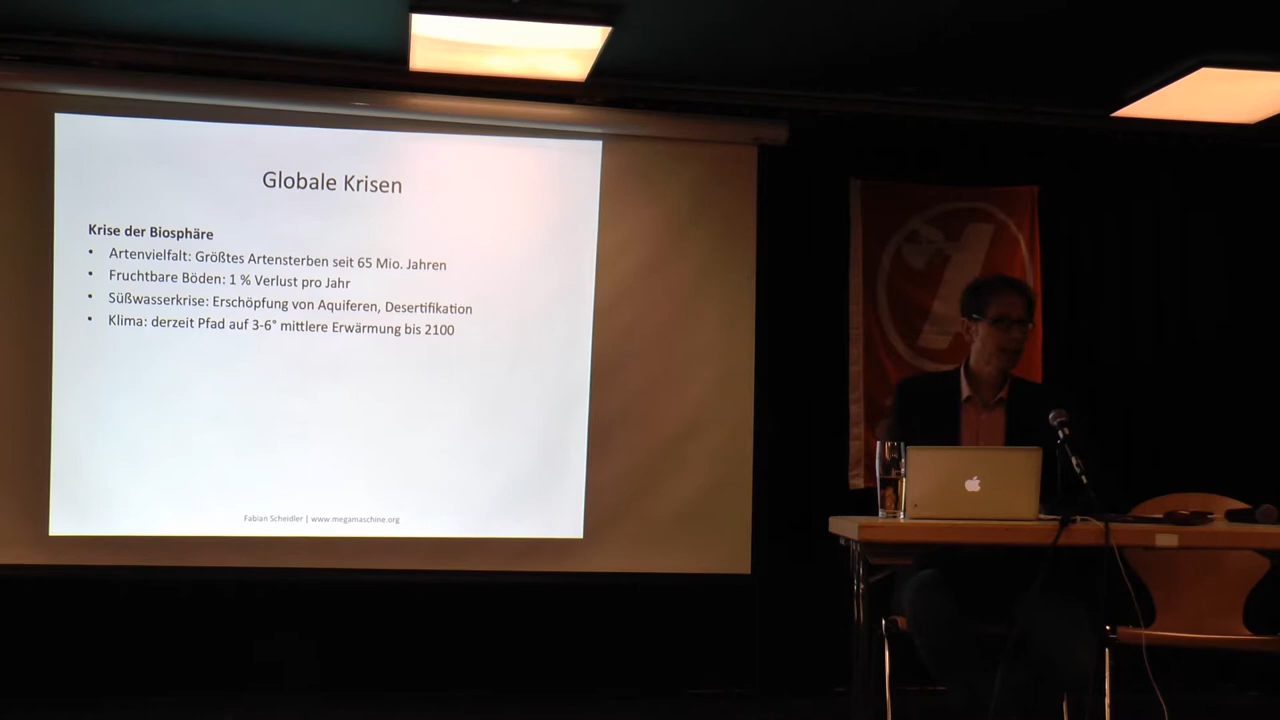 Globale Krisen
Krise der Biosphäre
• Artenvielfalt: Größtes Artensterben seit 65 Mio. Jahren
• Fruchtbare Böden: 1 % Verlust pro Jahr
• Süßwasserkrise: Erschöpfung von Aquiferen, Desertifikation
• Klima: derzeit Pfad auf 3-6° mittlere Erwärmung bis 2100
Fabian Scheidler | www.megamaschine.org